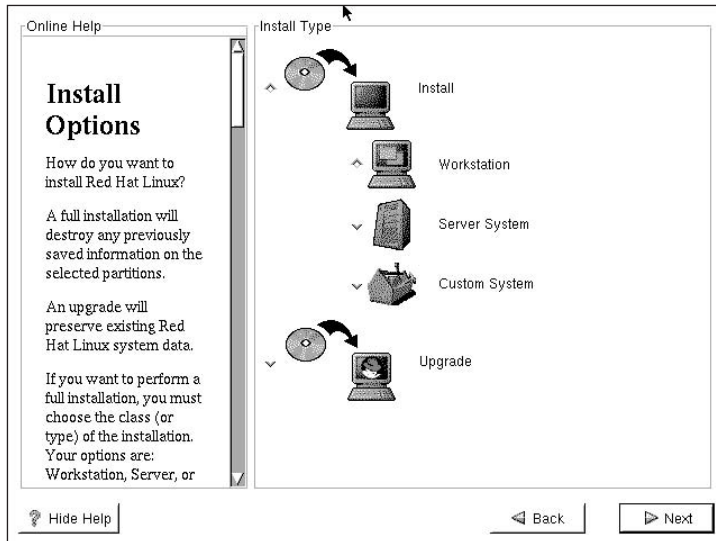 Online Help
Install
Options
How do you want to
install Red Hat Linux?
A full installation will
destroy any previously
saved information on the
selected partitions.
An upgrade will
preserve existing Red
Hat Linux system data.
If you want to perform a
full installation, you must
choose the class (or
type) of the installation.
Your options are:
Workstation, Server, or
Install Type
Install
Workstation
Server System
Custom System
Upgrade
Hide Help
Back
Next